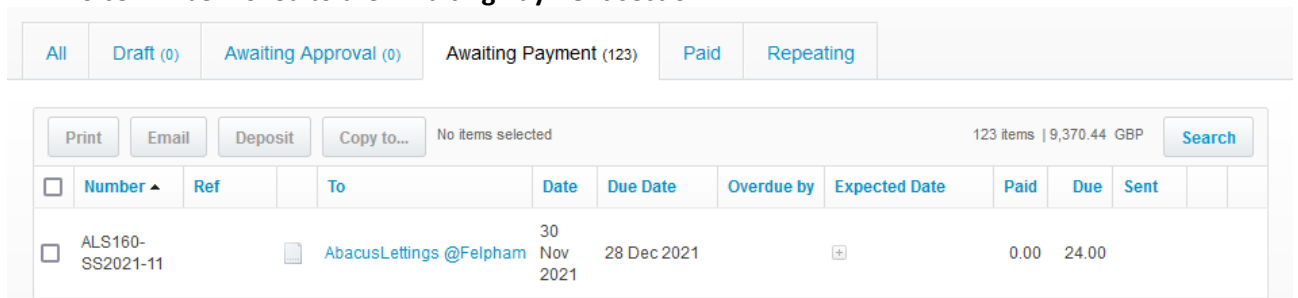 All Draft (0) Awaiting Approval (0) Awaiting Payment (123) Paid Repeating
Print Email Deposit Copy to... No items selected 123 items | 9,370.44 GBP Search
Number Ref To Date Due Date Overdue by Expected Date Paid Due Sent
ALS160-
SS2021-11
AbacusLettings @Felpham
30
Nov
2021
28 Dec 2021
0.00 24.00